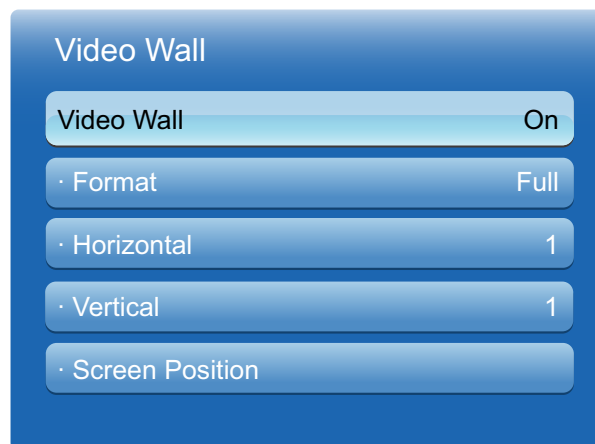 Video Wall
Video Wall On
· Format Full
· Horizontal 1
· Vertical 1
· Screen Position